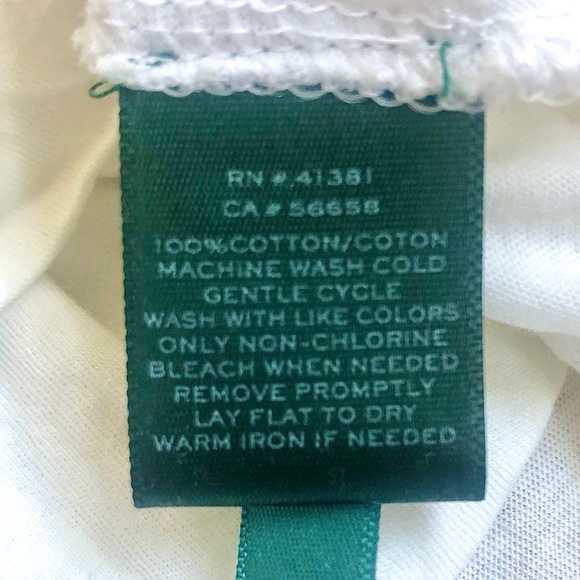 RN # 41381
CA # 56658
100%COTTON/COTON
MACHINE WASH COLD
GENTLE CYCLE
WASH WITH LIKE COLORS
ONLY NON-CHLORINE
BLEACH WHEN NEEDED
REMOVE PROMPTLY
LAY FLAT TO DRY
WARM IRON IF NEEDED